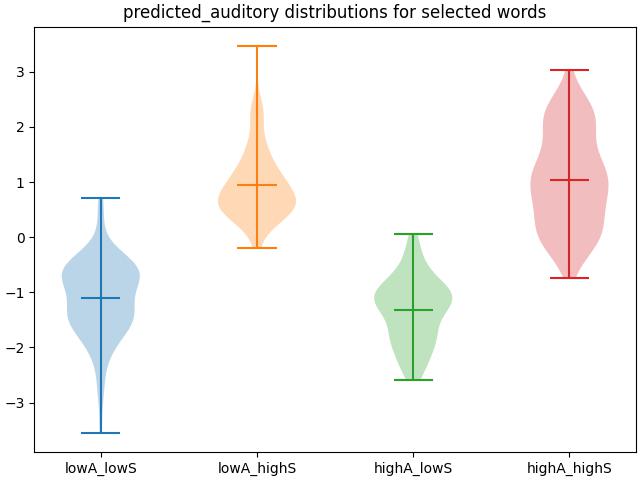 predicted_auditory distributions for selected words
3
2
1
0
−1
−2
−3
lowA_lowS
lowA_highS
highA_lowS
highA_highS